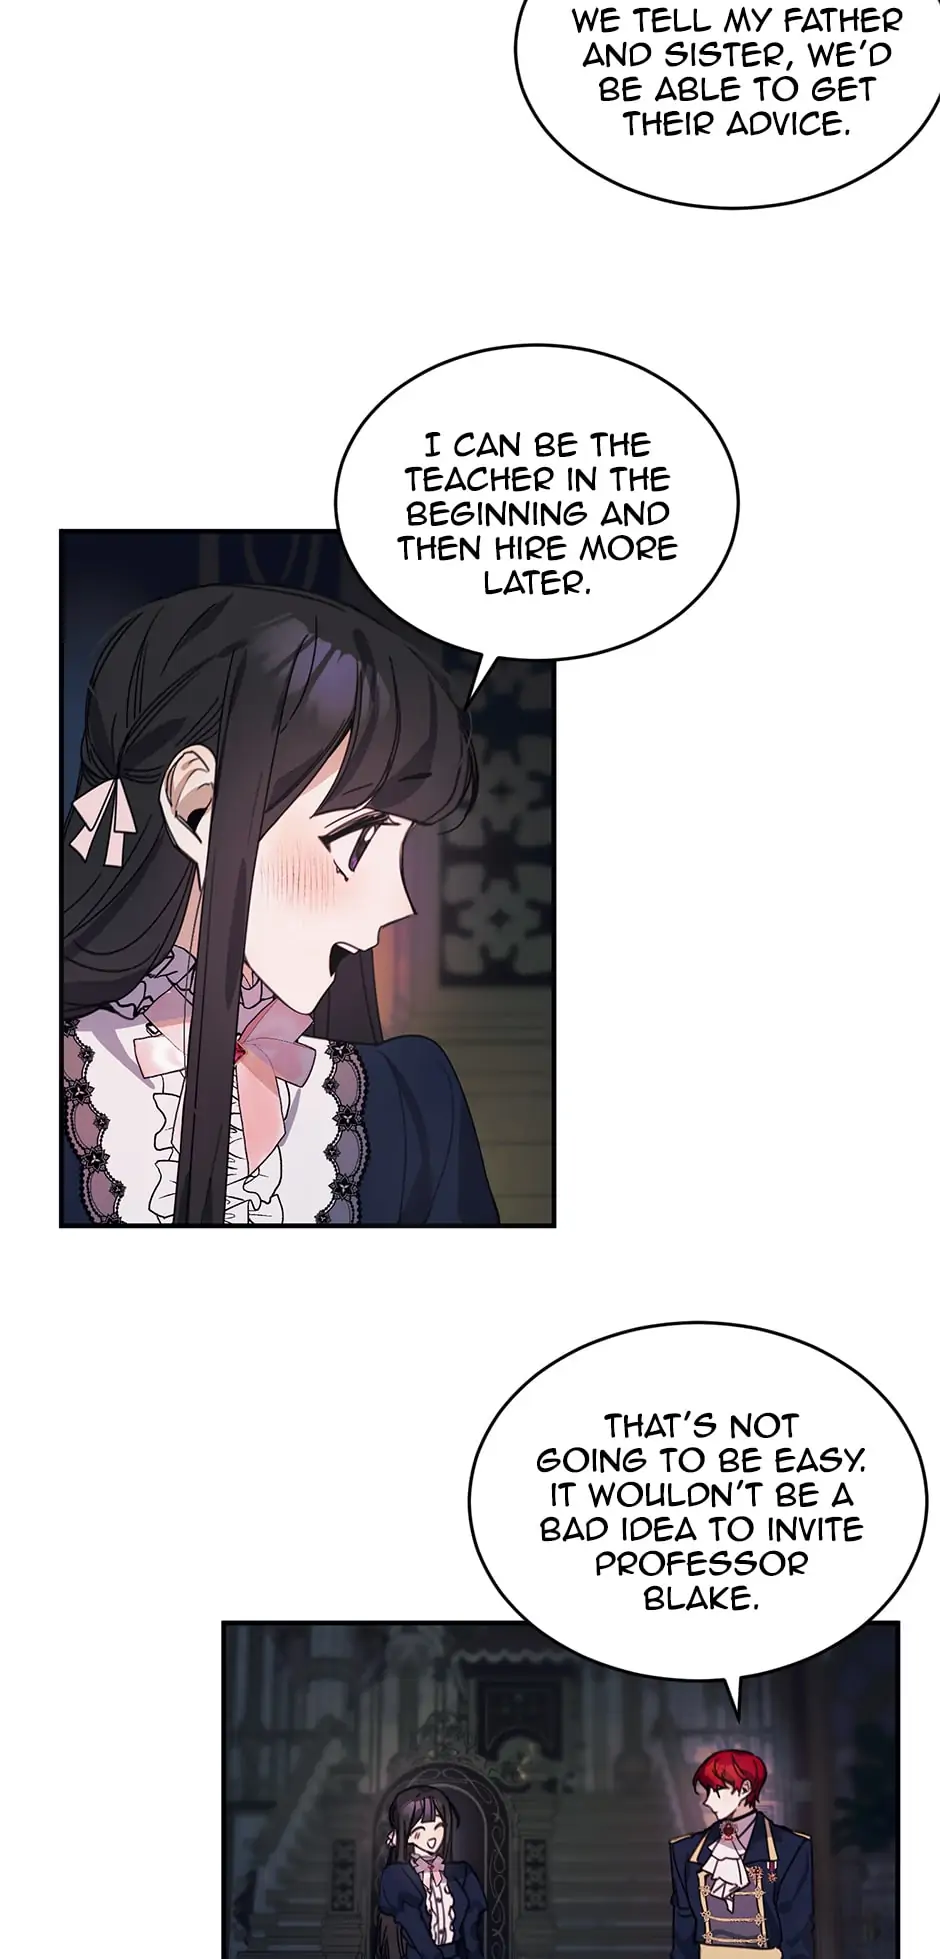 WE TELL MY FATHER
AND SISTER, WE'D
BE ABLE TO GET
THEIR ADVICE.
I CAN BE THE
TEACHER IN THE
BEGINNING AND
THEN HIRE MORE
LATER.
THAT'S NOT
GOING TO BE EASY.
IT WOULDN'T BE A
BAD IDEA TO INVITE
PROFESSOR
BLAKE.